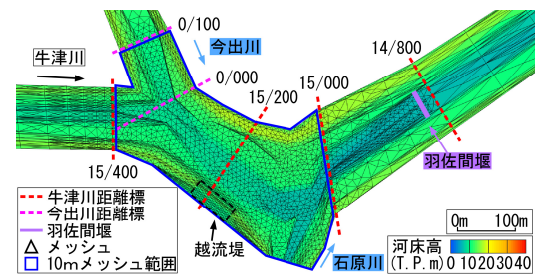 0/100
今出川
牛津川
0/000
14/800
15/200
15/000
羽佐間堰
15/400
牛津川距離標
今出川距離標
羽佐間堰
メッシュ
10mメッシュ範囲
越流堤
石原川
0m 100m
河床高
(T.P.m)
0 10 20 30 40